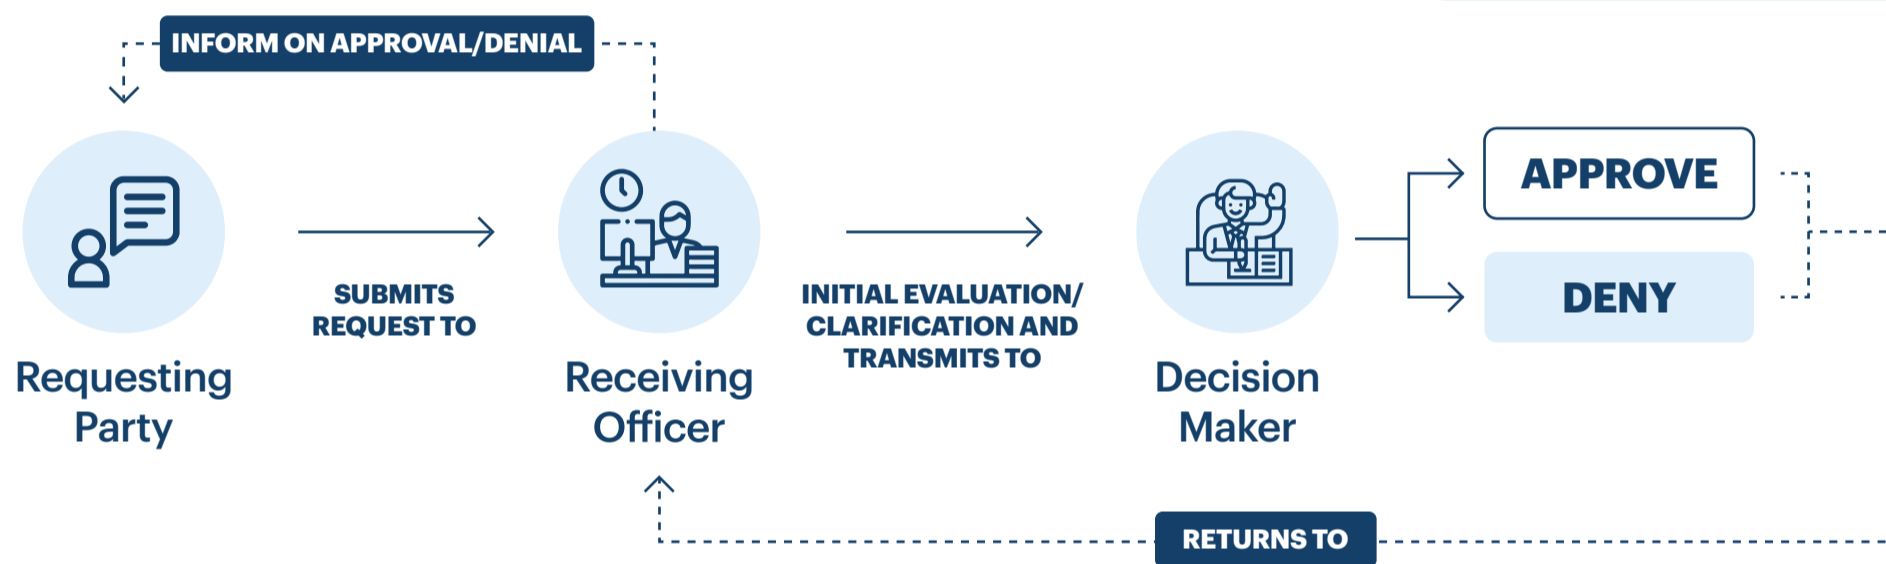 INFORM ON APPROVAL/DENIAL
SUBMITS
REQUEST TO
INITIAL EVALUATION/
CLARIFICATION AND
TRANSMITS TO
APPROVE
DENY
Requesting
Party
Receiving
Officer
Decision
Maker
RETURNS TO